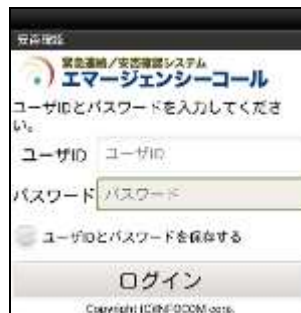 安否確認
緊急連絡/安否確認システム
エマージェンシーコール
ユーザIDとパスワードを入力してくださ
い。
ユーザID ユーザID
パスワード パスワード
ユーザIDとパスワードを保存する
ログイン
Copyright (C)INFOCOM corp.